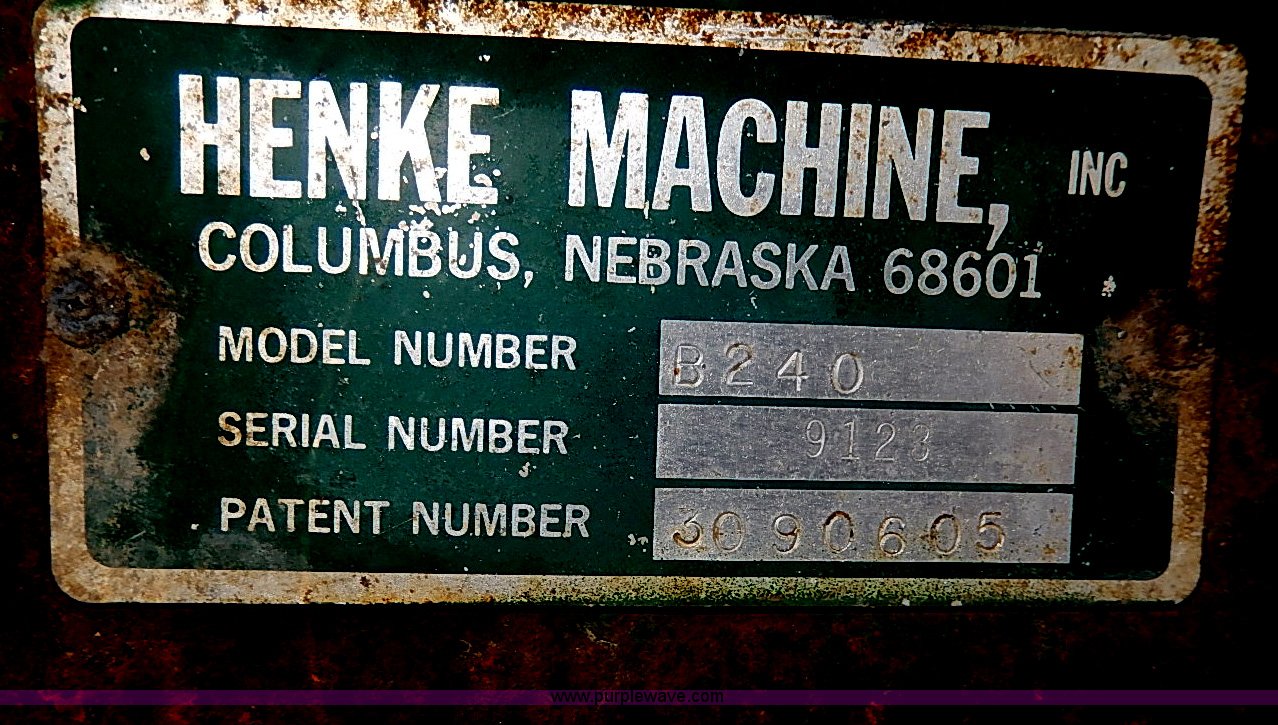 HENKE MACHINE, INC
COLUMBUS, NEBRASKA 68601
MODEL NUMBER B240
SERIAL NUMBER 9123
PATENT NUMBER 3090605
www.purplewave.com